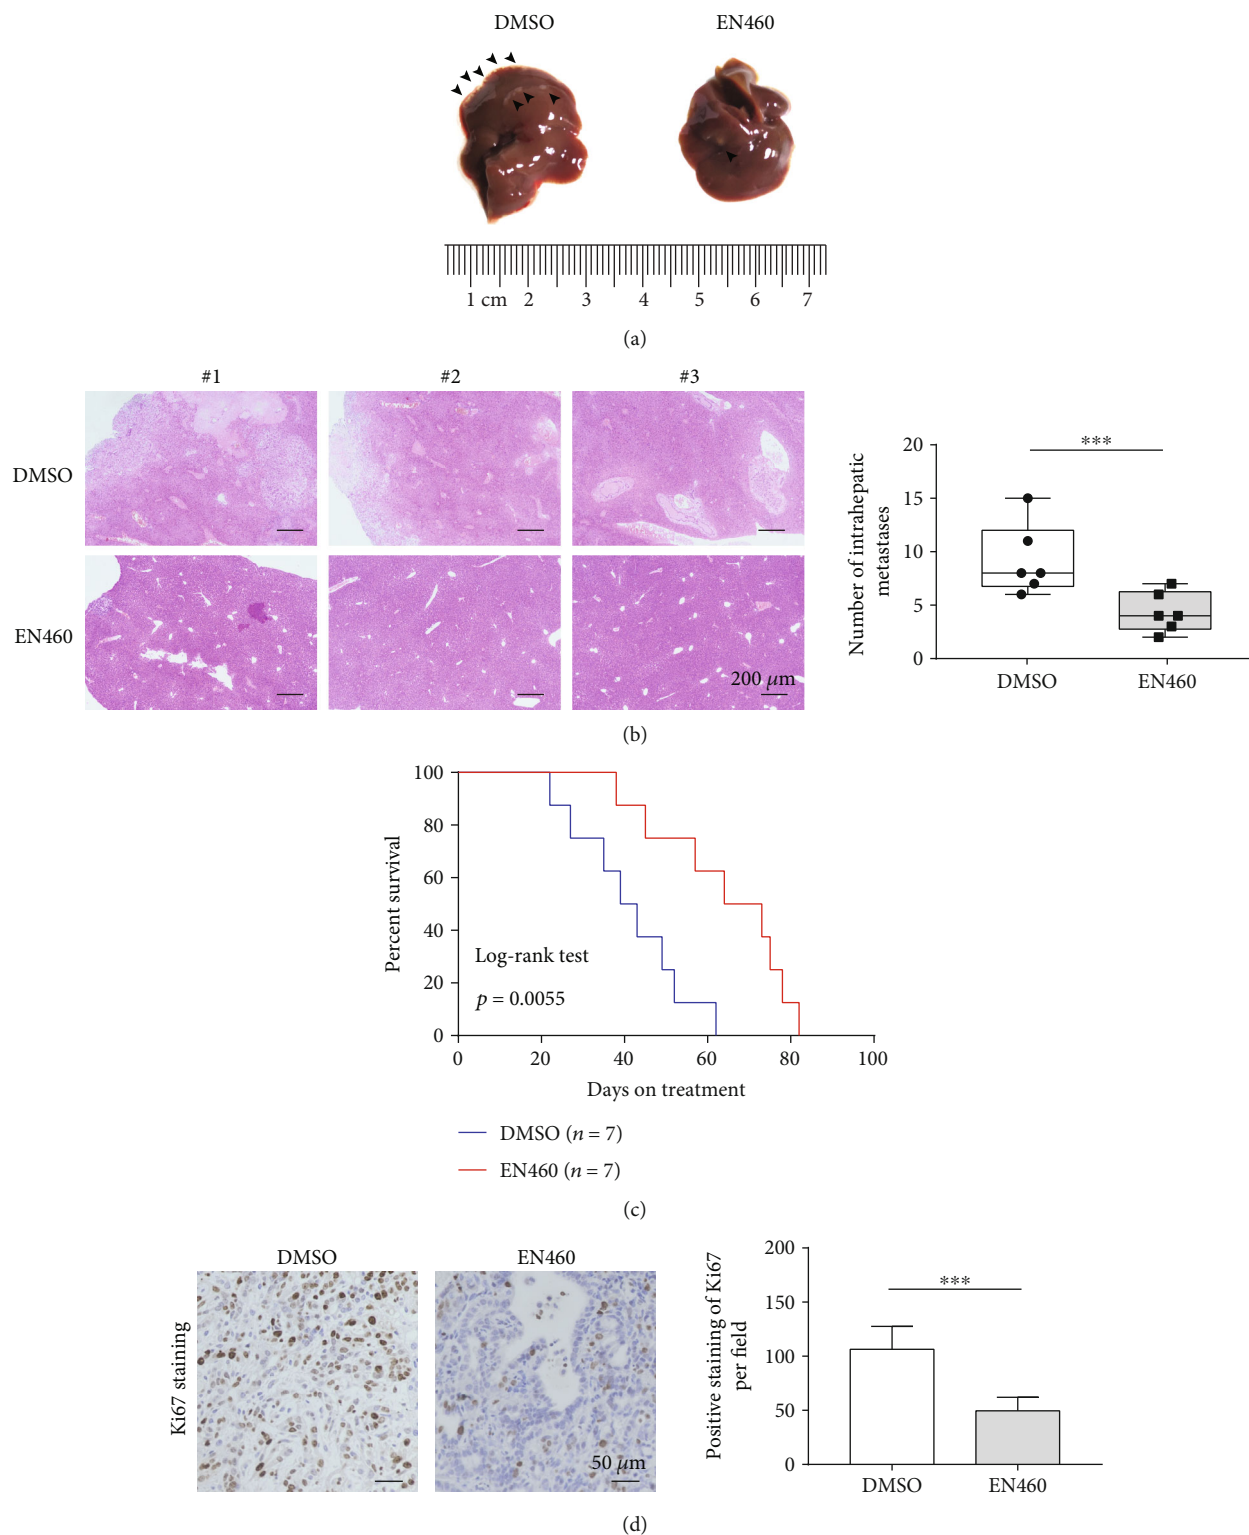 DMSO EN460
1 cm 2 3 4 5 6 7
(a)
#1 #2 #3
DMSO
EN460
200 μm
Number of intrahepatic
metastases
20
15
10
5
0
***
DMSO EN460
(b)
Percent survival
100
80
60
40
20
0
Log-rank test
p = 0.0055
0 20 40 60 80 100
Days on treatment
DMSO (n = 7)
EN460 (n = 7)
(c)
DMSO EN460
Ki67 staining
50 μm
Positive staining of Ki67
per field
200
150
100
50
0
***
DMSO EN460
(d)